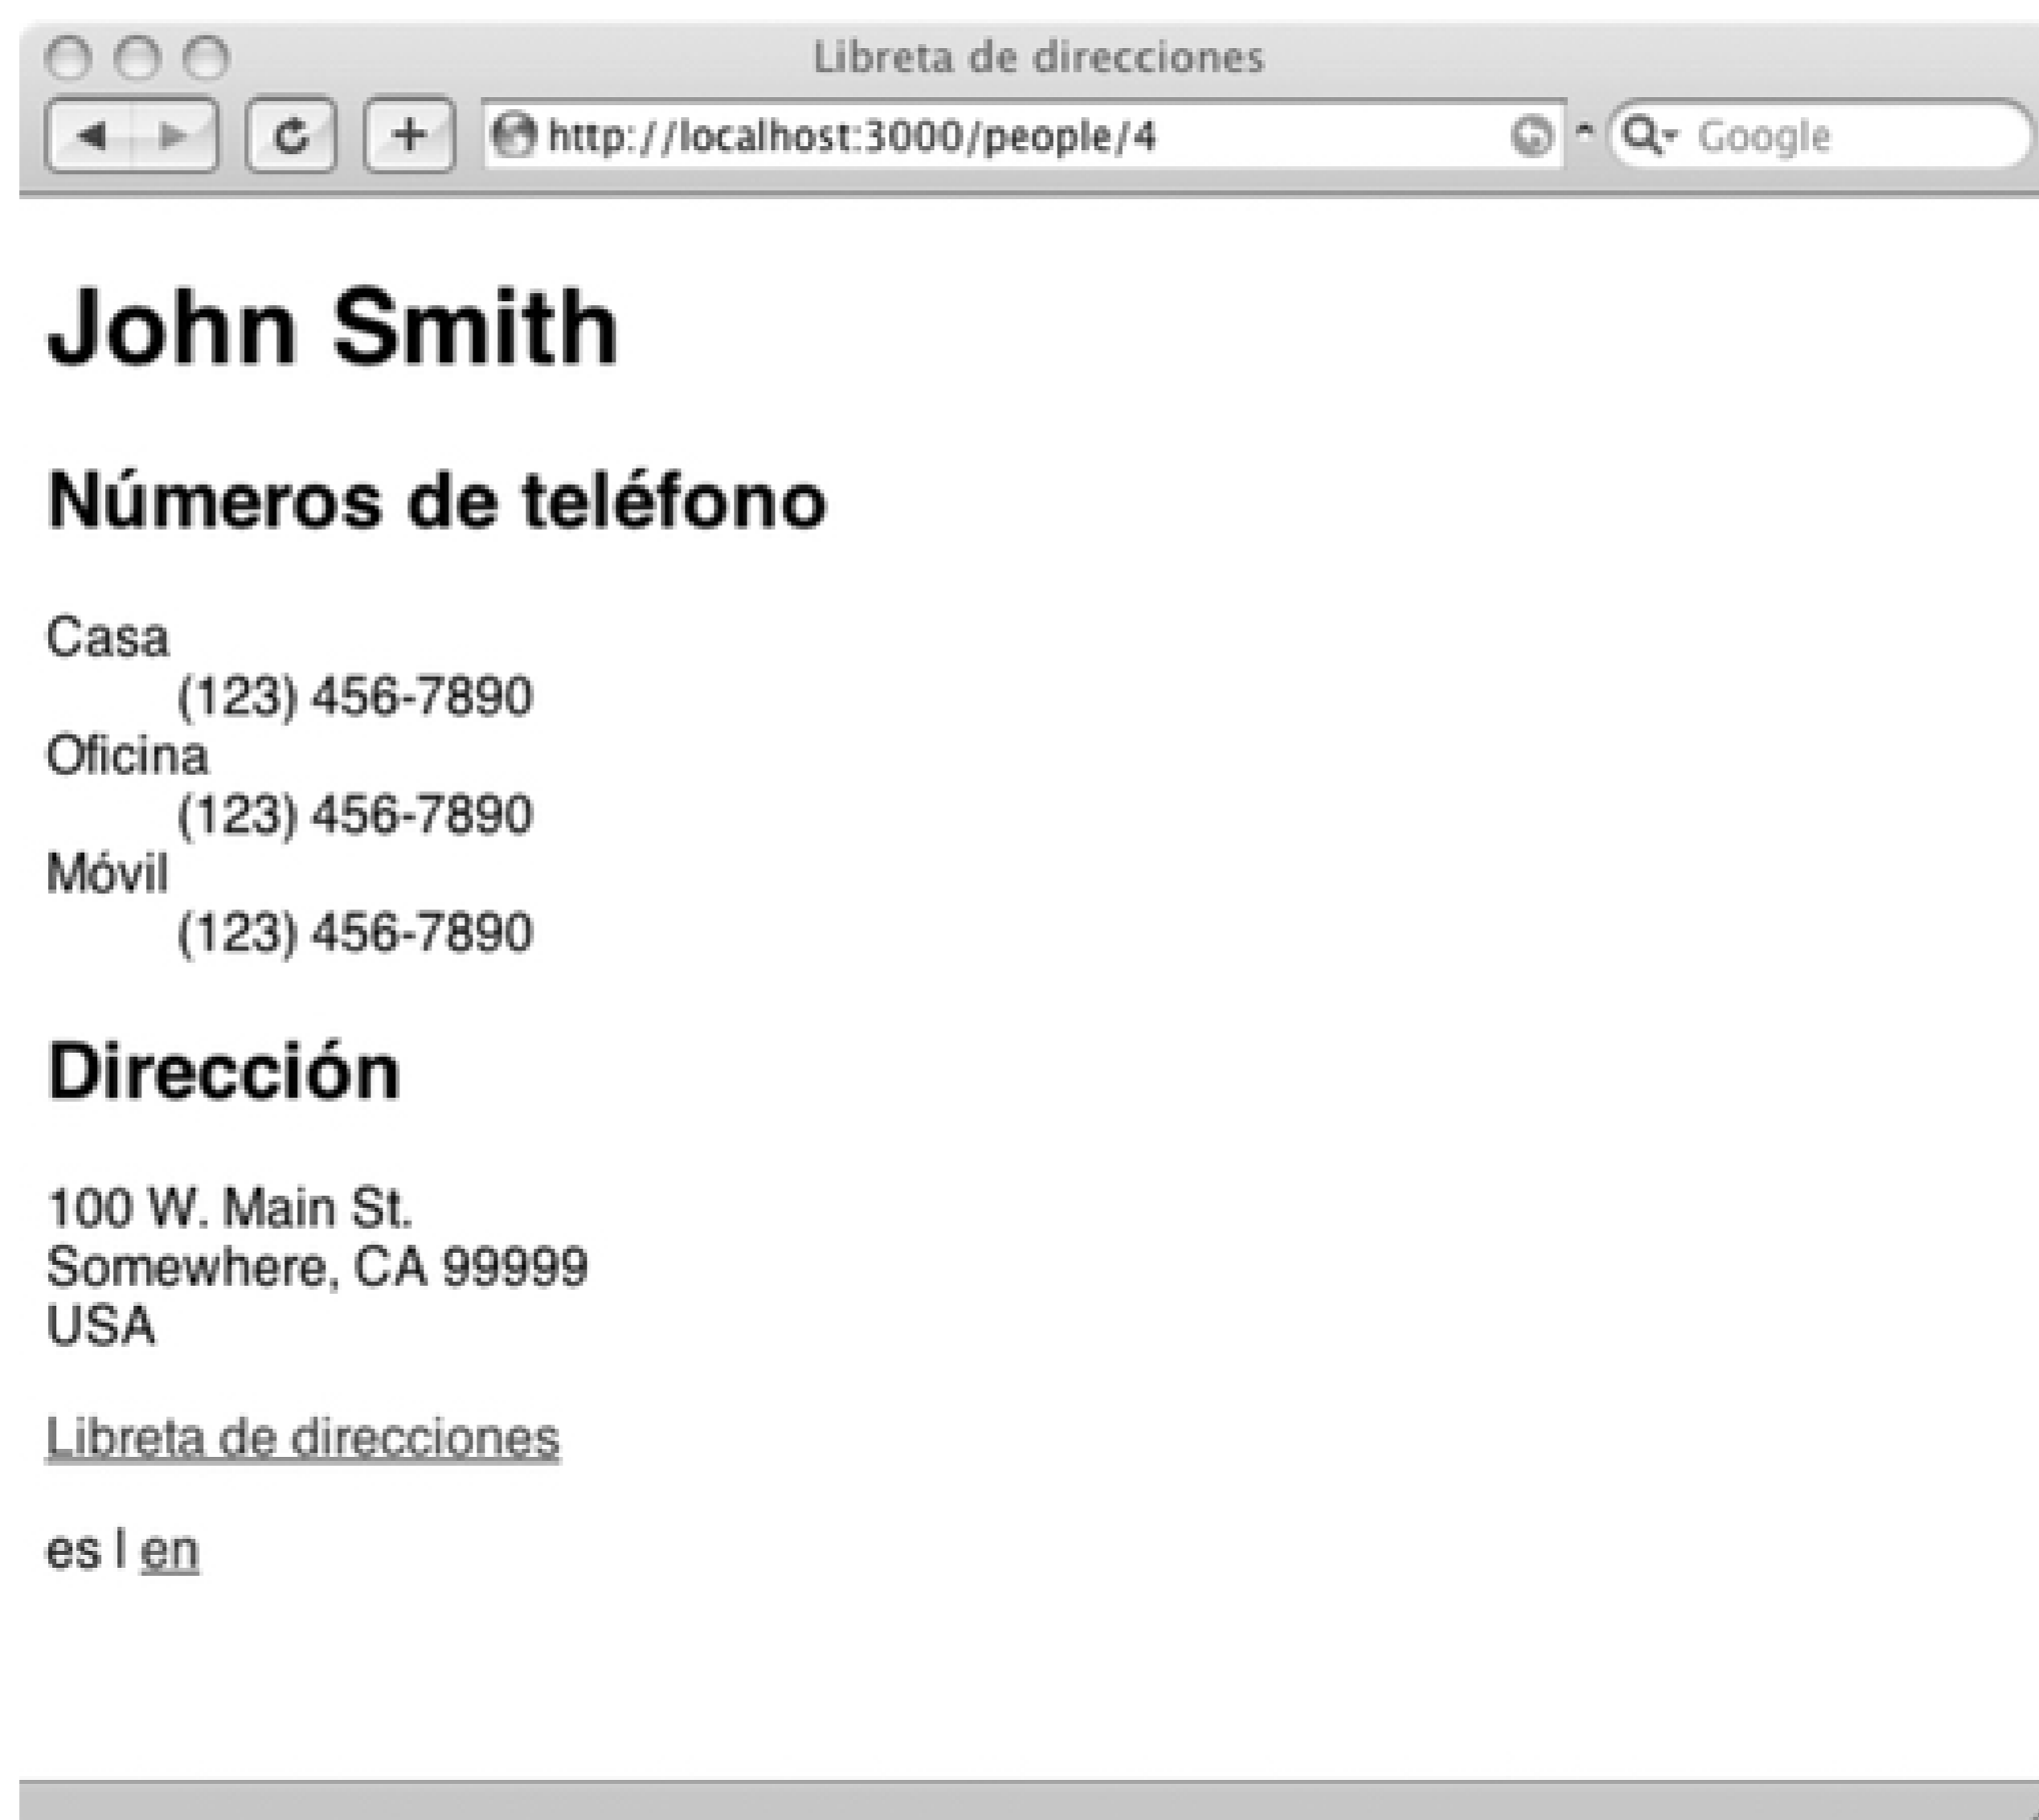 Libreta de direcciones
http://localhost:3000/people/4
Google
John Smith
Números de teléfono
Casa
(123) 456-7890
Oficina
(123) 456-7890
Móvil
(123) 456-7890
Dirección
100 W. Main St.
Somewhere, CA 99999
USA
Libreta de direcciones
es | en